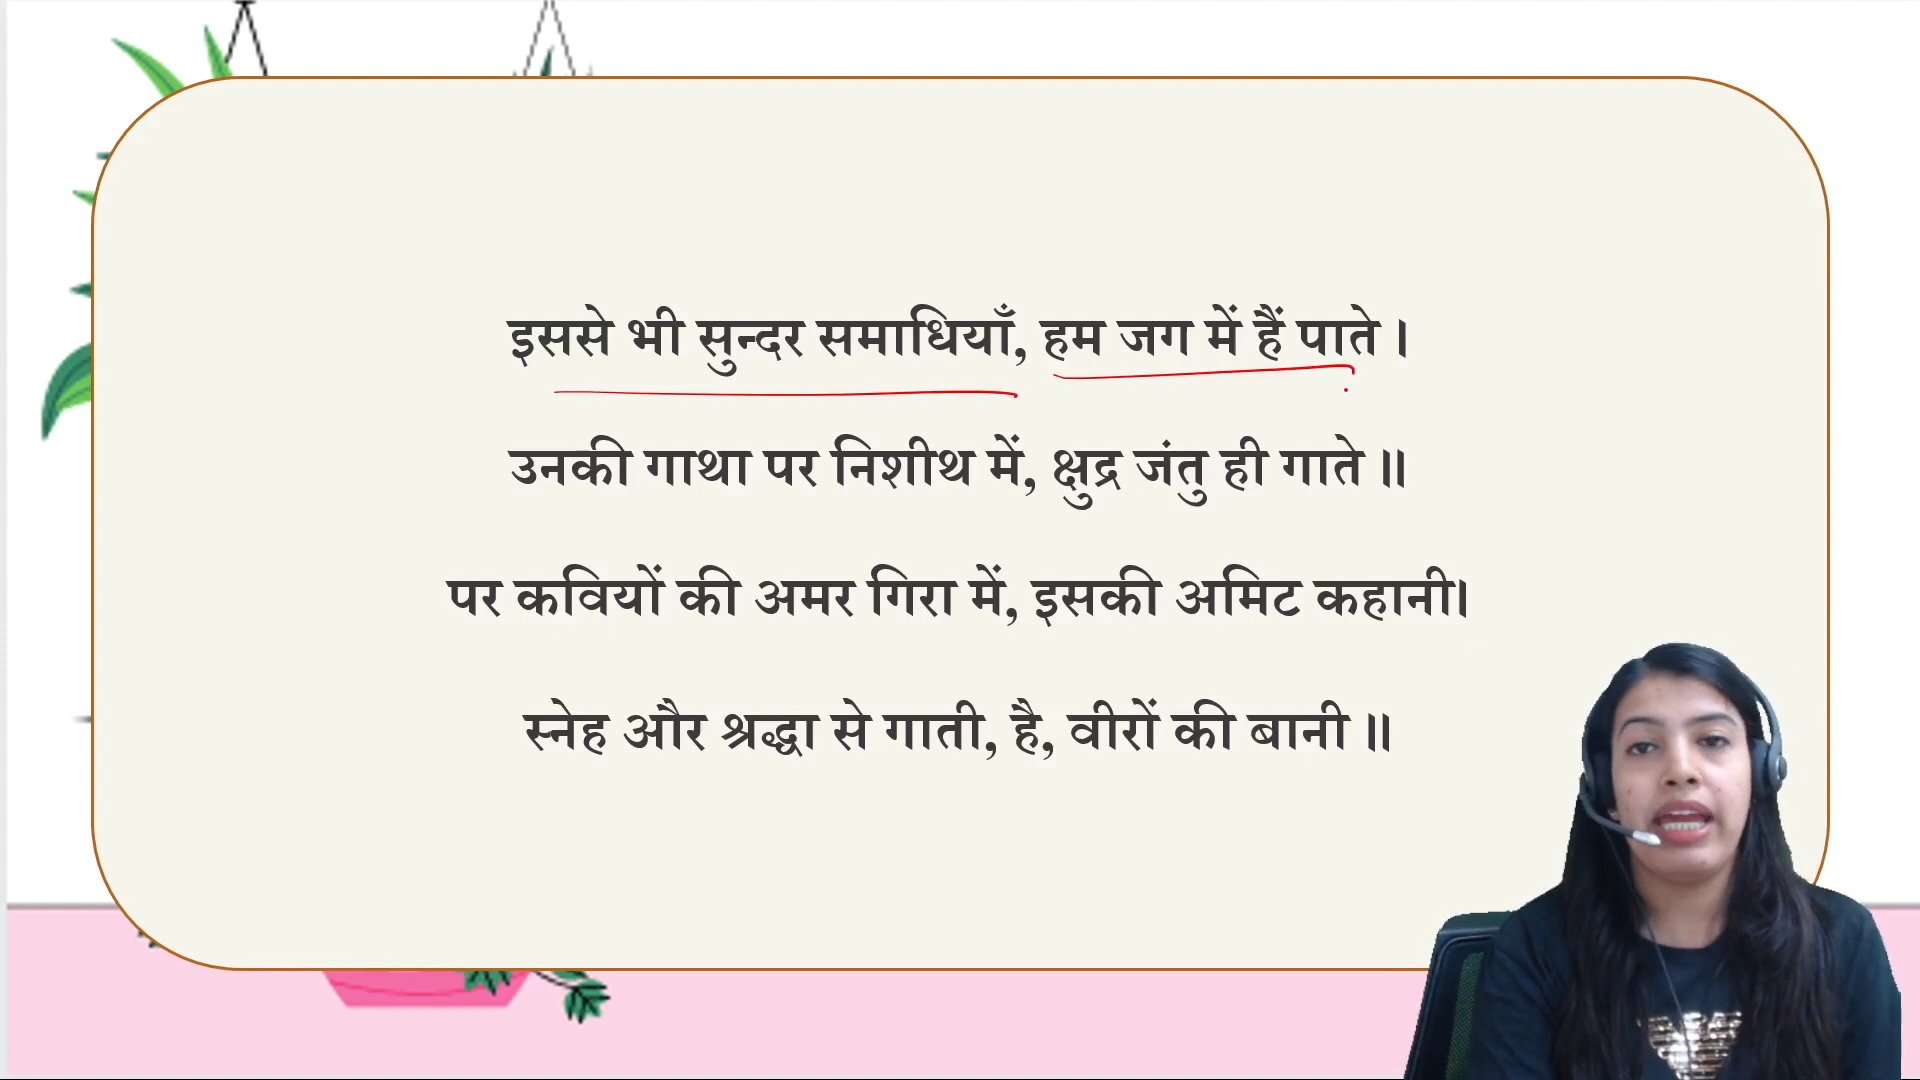 इससे भी सुन्दर समाधियाँ, हम जग में हैं पाते ।
उनकी गाथा पर निशीथ में, क्षुद्र जंतु ही गाते ॥
पर कवियों की अमर गिरा में, इसकी अमिट कहानी।
स्नेह और श्रद्धा से गाती, है, वीरों की बानी ॥